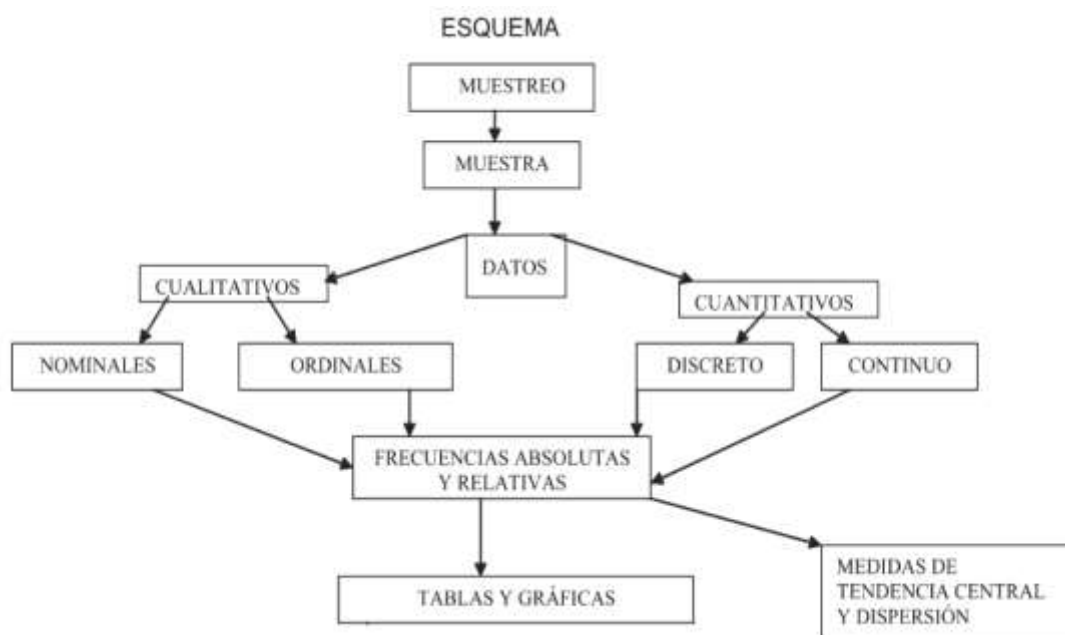 ESQUEMA
MUESTREO
MUESTRA
DATOS
CUALITATIVOS
CUANTITATIVOS
NOMINALES
ORDINALES
DISCRETO
CONTINUO
FRECUENCIAS ABSOLUTAS
Y RELATIVAS
MEDIDAS DE
TENDENCIA CENTRAL
Y DISPERSIÓN
TABLAS Y GRÁFICAS